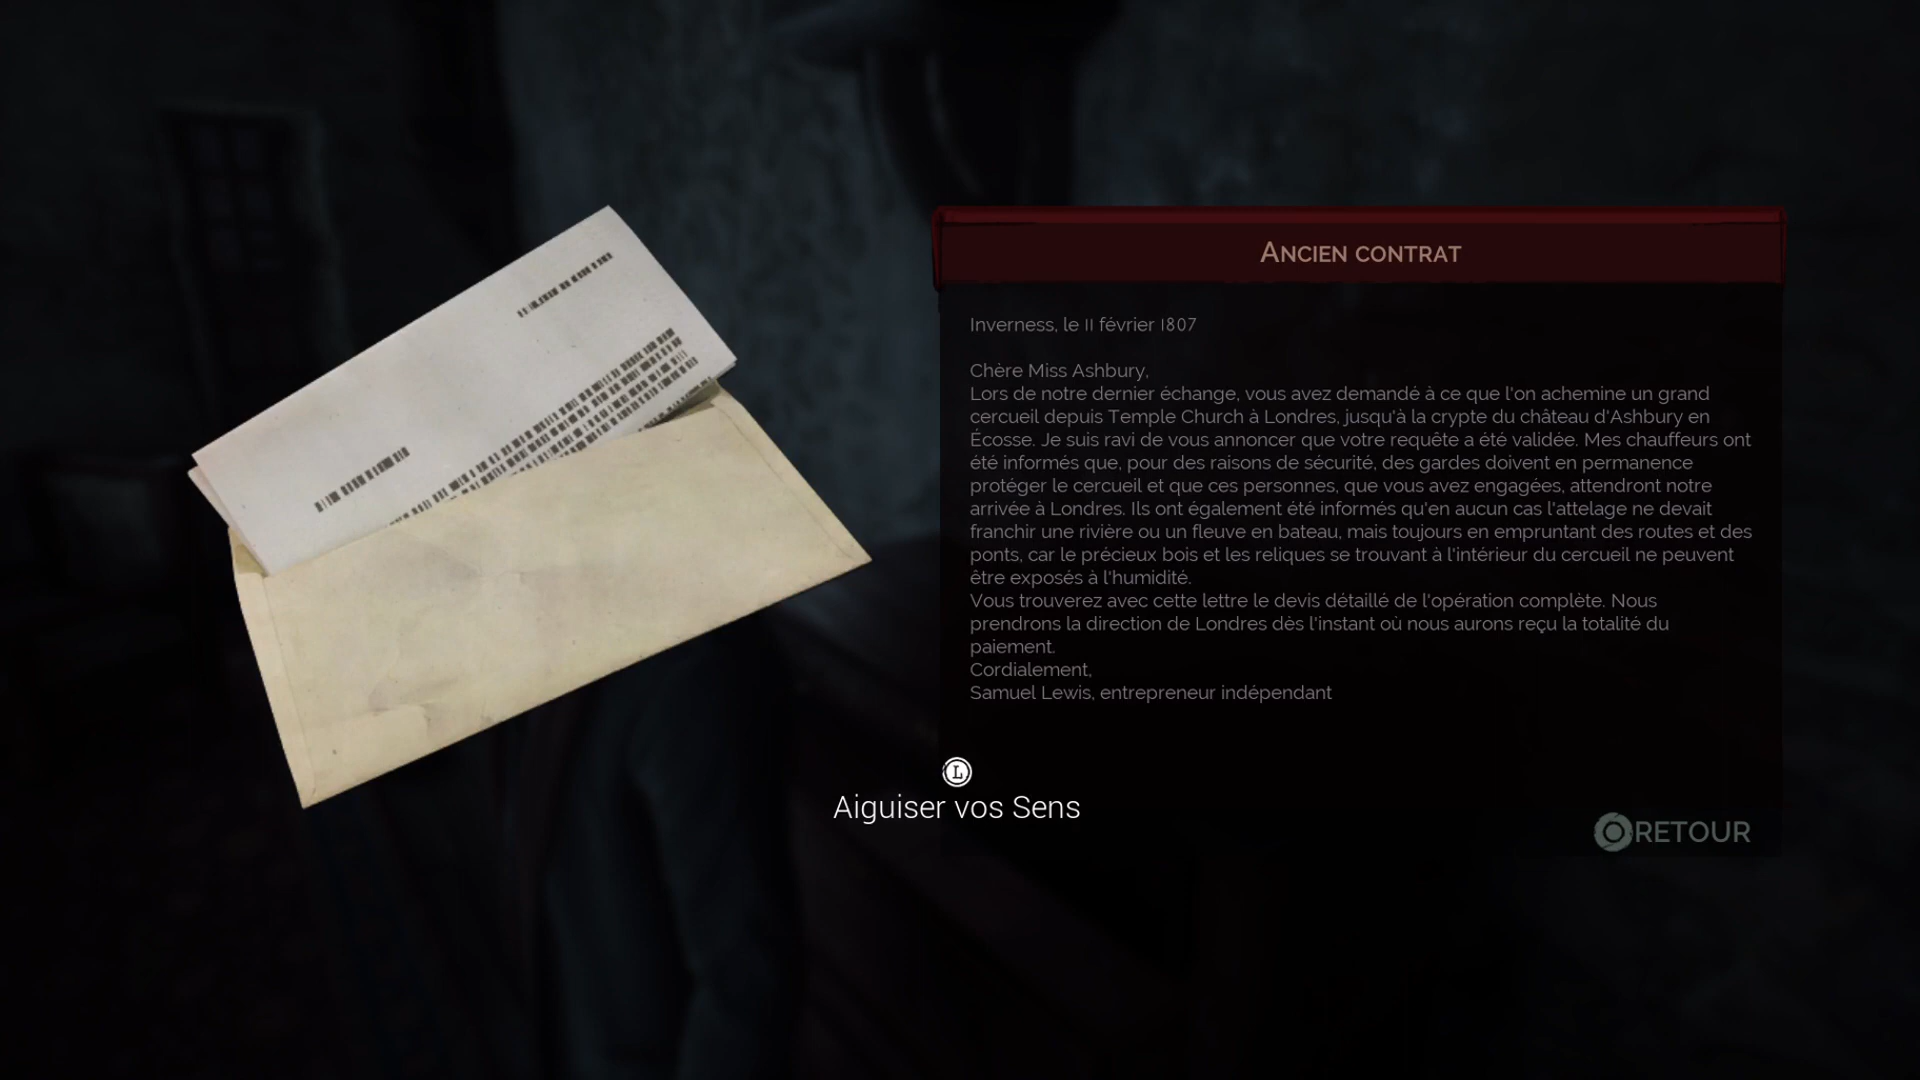 Ancien contrat
Inverness, le 11 février 1807
Chère Miss Ashbury,
Lors de notre dernier échange, vous avez demandé à ce que l'on achemine un grand
cercueil depuis Temple Church à Londres, jusqu'à la crypte du château d'Ashbury en
Écosse. Je suis ravi de vous annoncer que votre requête a été validée. Mes chauffeurs ont
été informés que, pour des raisons de sécurité, des gardes doivent en permanence
protéger le cercueil et que ces personnes, que vous avez engagées, attendront notre
arrivée à Londres. Ils ont également été informés qu'en aucun cas l'attelage ne devait
franchir une rivière ou un fleuve en bateau, mais toujours en empruntant des routes et des
ponts, car le précieux bois et les reliques se trouvant à l'intérieur du cercueil ne peuvent
être exposés à l'humidité.
Vous trouverez avec cette lettre le devis détaillé de l'opération complète. Nous
prendrons la direction de Londres dès l'instant où nous aurons reçu la totalité du
paiement.
Cordialement,
Samuel Lewis, entrepreneur indépendant
L
Aiguiser vos Sens
RETOUR